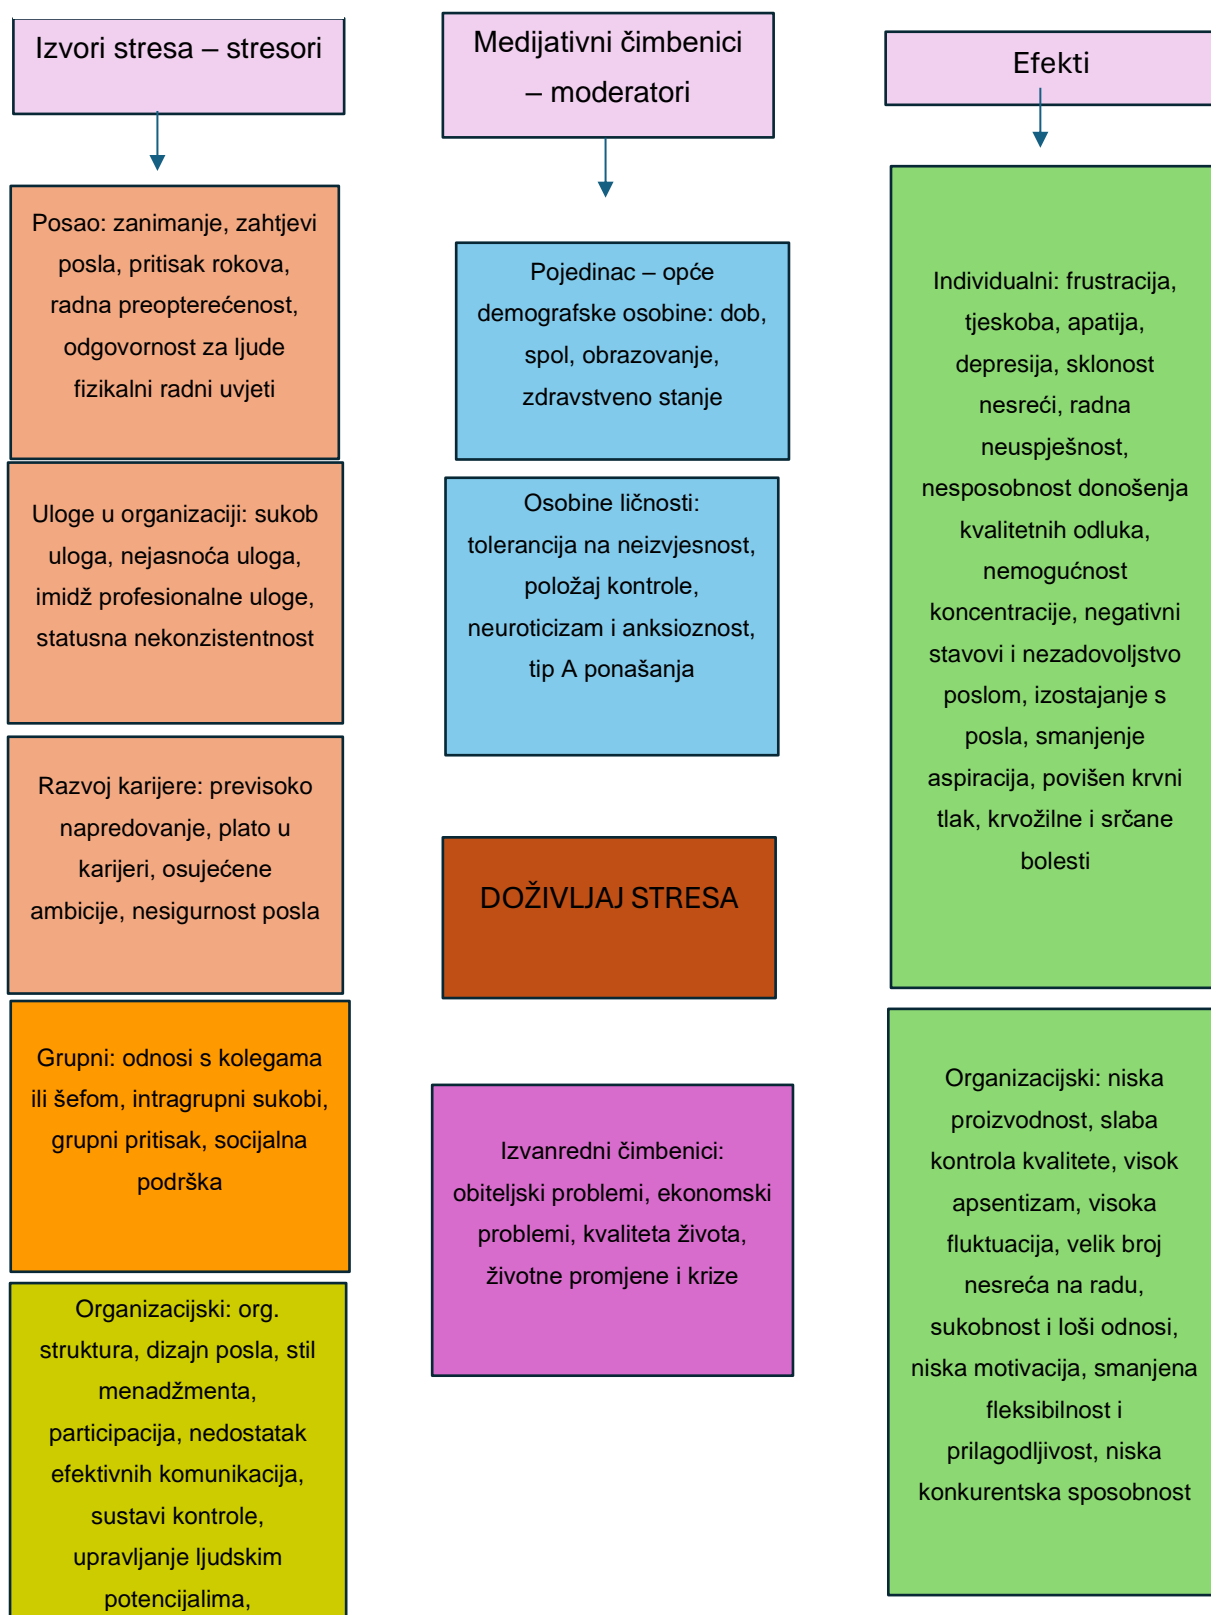 Izvori stresa – stresori
Posao: zanimanje, zahtjevi
posla, pritisak rokova,
radna preopterećenost,
odgovornost za ljude
fizikalni radni uvjeti
Uloge u organizaciji: sukob
uloga, nejasnoća uloga,
imidž profesionalne uloge,
statusna nekonzistentnost
Razvoj karijere: previsoko
napredovanje, plato u
karijeri, osujećene
ambicije, nesigurnost posla
Grupni: odnosi s kolegama
ili šefom, intragrupni sukobi,
grupni pritisak, socijalna
podrška
Organizacijski: org.
struktura, dizajn posla, stil
menadžmenta,
participacija, nedostatak
efektivnih komunikacija,
sustavi kontrole,
upravljanje ljudskim
potencijalima,
Medijativni čimbenici
– moderatori
Pojedinac – opće
demografske osobine: dob,
spol, obrazovanje,
zdravstveno stanje
Osobine ličnosti:
tolerancija na neizvjesnost,
položaj kontrole,
neuroticizam i anksioznost,
tip A ponašanja
DOŽIVLJAJ STRESA
Izvanredni čimbenici:
obiteljski problemi, ekonomski
problemi, kvaliteta života,
životne promjene i krize
Efekti
Individualni: frustracija,
tjeskoba, apatija,
depresija, sklonost
nesreći, radna
neuspješnost,
nesposobnost donošenja
kvalitetnih odluka,
nemogućnost
koncentracije, negativni
stavovi i nezadovoljstvo
poslom, izostajanje s
posla, smanjenje
aspiracija, povišen krvni
tlak, krvožilne i srčane
bolesti
Organizacijski: niska
proizvodnost, slaba
kontrola kvalitete, visok
apsentizam, visoka
fluktuacija, velik broj
nesreća na radu,
sukobnost i loši odnosi,
niska motivacija, smanjena
fleksibilnost i
prilagodljivost, niska
konkurentska sposobnost